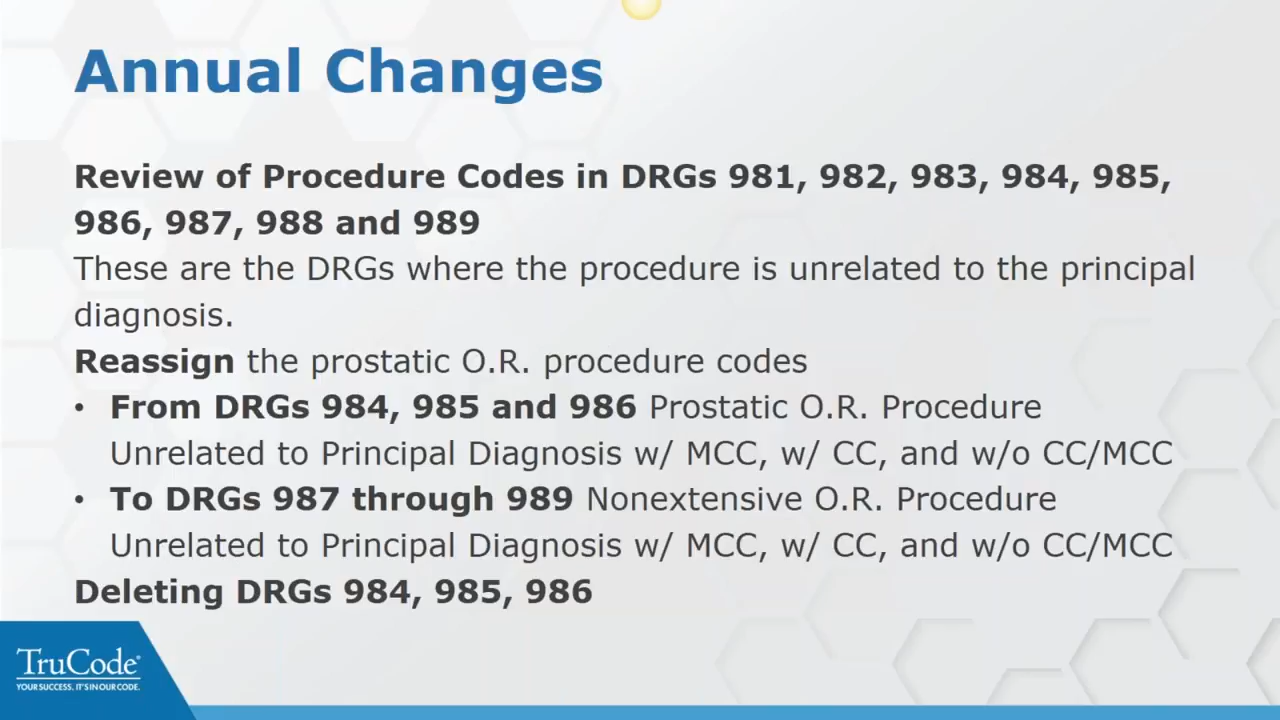 Annual Changes
Review of Procedure Codes in DRGs 981, 982, 983, 984, 985,
986, 987, 988 and 989
These are the DRGs where the procedure is unrelated to the principal
diagnosis.
Reassign the prostatic O.R. procedure codes
• From DRGs 984, 985 and 986 Prostatic O.R. Procedure
Unrelated to Principal Diagnosis w/ MCC, w/ CC, and w/o CC/MCC
• To DRGs 987 through 989 Nonextensive O.R. Procedure
Unrelated to Principal Diagnosis w/ MCC, w/ CC, and w/o CC/MCC
Deleting DRGs 984, 985, 986
TruCode®
YOUR SUCCESS. IT'S IN OUR CODE.